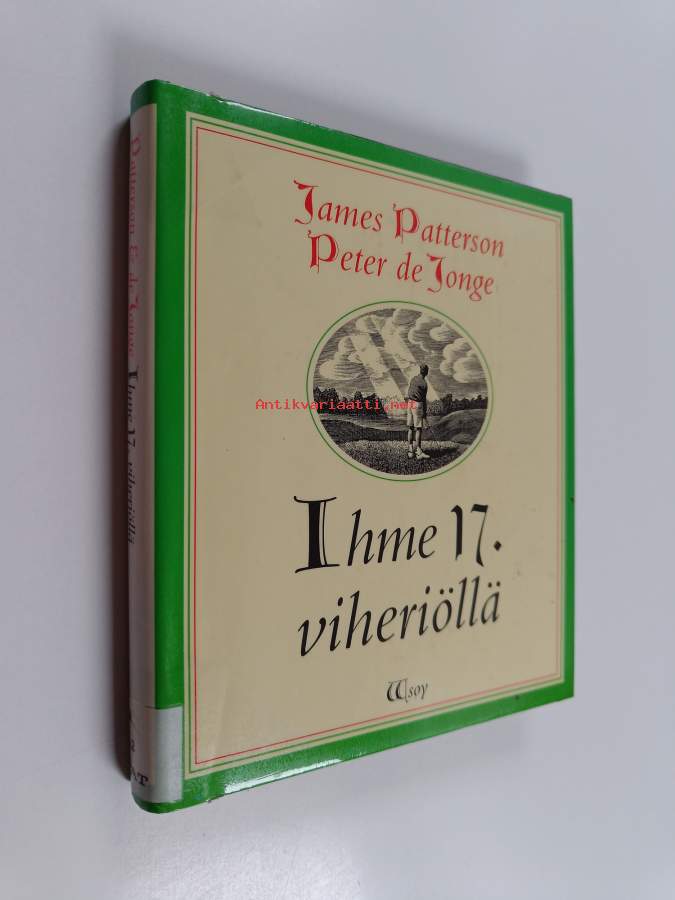 James Patterson
Peter de Jonge
Antikvariaatti.net
Ihme 17.
viheriöllä
Wsoy
Patterson & de Jonge Ihme 17. viheriöllä